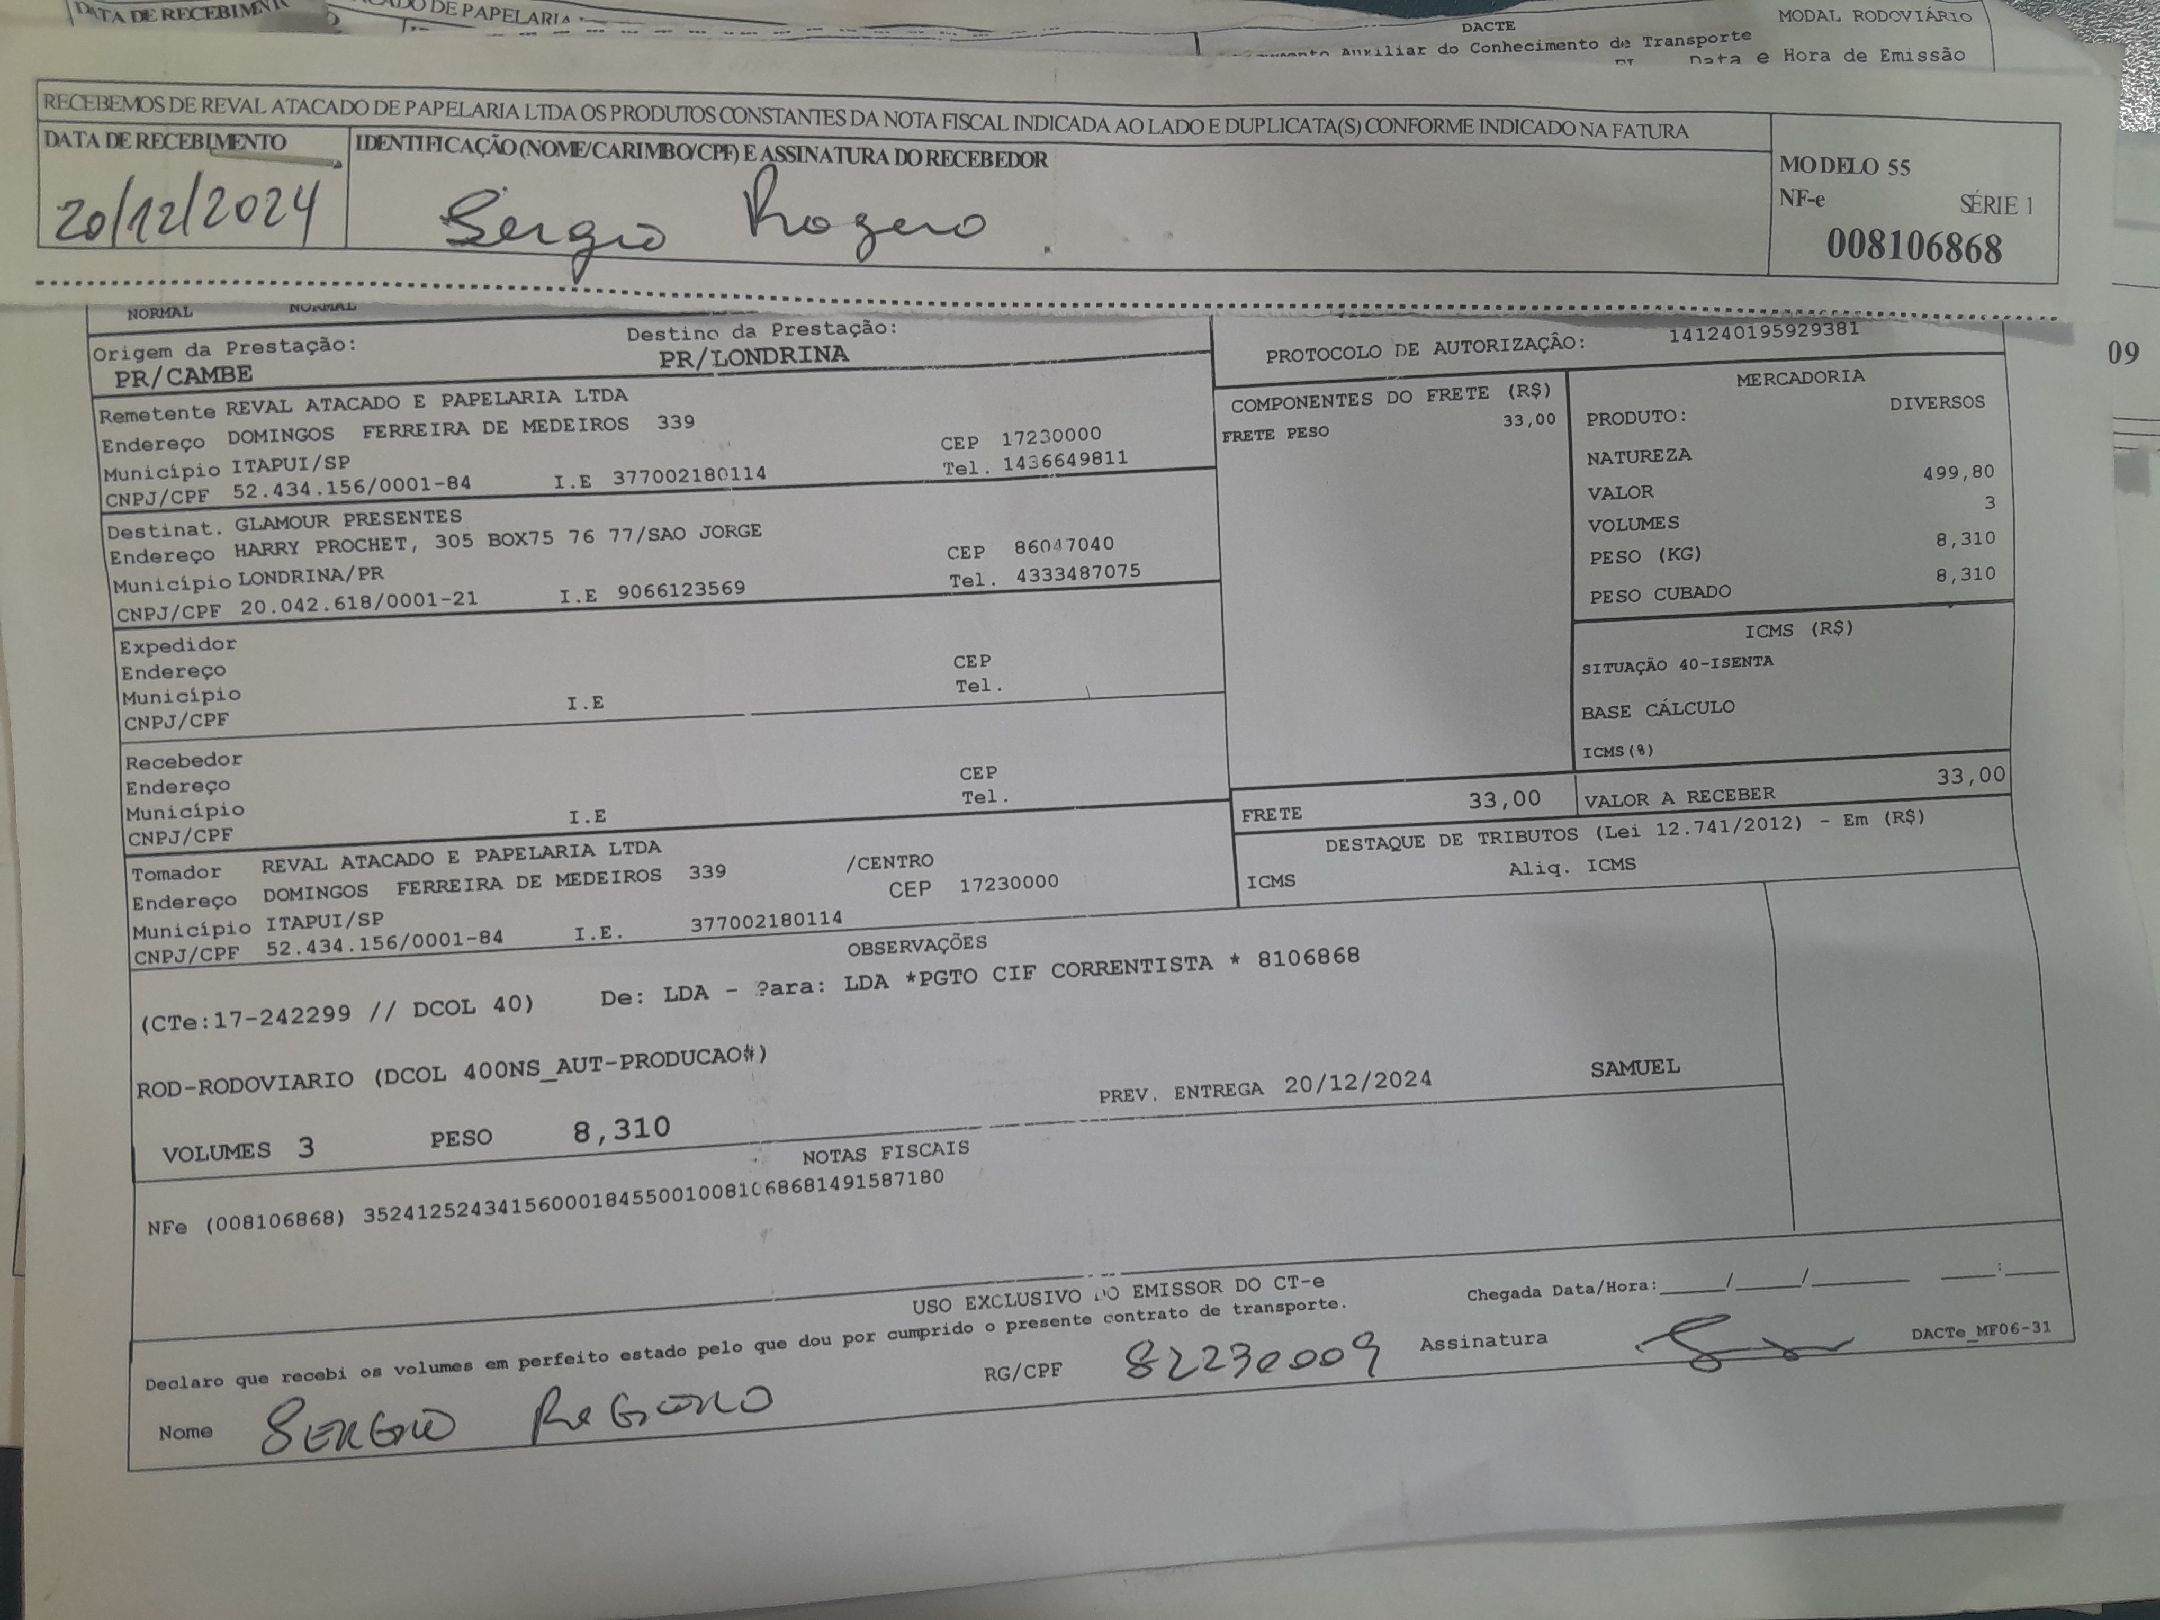 DATA DE RECEBIMEN
DO DE PAPELARIA
DACTE
MODAL RODOVIÁRIO
Auxiliar do Conhecimento de Transporte
Data e Hora de Emissão
RECEBEMOS DE REVAL ATACADO DE PAPELARIA LTDA OS PRODUTOS CONSTANTES DA NOTA FISCAL INDICADA AO LADO E DUPLICATA(S) CONFORME INDICADO NA FATURA
DATA DE RECEBIMENTO IDENTIFICAÇÃO (NOME/CARIMBO/CPF) E ASSINATURA DO RECEBEDOR
20/12/2024 Sergio Rogero
MODELO 55
NF-e SÉRIE 1
008106868
NORMAL NORMAL
Origem da Prestação: Destino da Prestação:
PR/CAMBE PR/LONDRINA
PROTOCOLO DE AUTORIZAÇÃO: 141240195929381
09
Remetente REVAL ATACADO E PAPELARIA LTDA
Endereço DOMINGOS FERREIRA DE MEDEIROS 339
Município ITAPUI/SP CEP 17230000
CNPJ/CPF 52.434.156/0001-84 I.E 377002180114 Tel. 1436649811
Destinat. GLAMOUR PRESENTES
Endereço HARRY PROCHET, 305 BOX75 76 77/SAO JORGE
Município LONDRINA/PR CEP 86047040
CNPJ/CPF 20.042.618/0001-21 I.E 9066123569 Tel. 4333487075
Expedidor
Endereço
Município CEP
CNPJ/CPF I.E Tel.
Recebedor
Endereço
Município CEP
CNPJ/CPF I.E Tel.
Tomador REVAL ATACADO E PAPELARIA LTDA
Endereço DOMINGOS FERREIRA DE MEDEIROS 339 /CENTRO
Município ITAPUI/SP CEP 17230000
CNPJ/CPF 52.434.156/0001-84 I.E. 377002180114
COMPONENTES DO FRETE (R$)
FRETE PESO 33,00
MERCADORIA
PRODUTO: DIVERSOS
NATUREZA
VALOR 499,80
VOLUMES 3
PESO (KG) 8,310
PESO CUBADO 8,310
ICMS (R$)
SITUAÇÃO 40-ISENTA
BASE CÁLCULO
ICMS(%)
FRETE 33,00 VALOR A RECEBER 33,00
DESTAQUE DE TRIBUTOS (Lei 12.741/2012) - Em (R$)
ICMS Aliq. ICMS
OBSERVAÇÕES
(CTe:17-242299 // DCOL 40) De: LDA - Para: LDA *PGTO CIF CORRENTISTA * 8106868
ROD-RODOVIARIO (DCOL 400NS_AUT-PRODUCAO#)
PREV. ENTREGA 20/12/2024 SAMUEL
VOLUMES 3 PESO 8,310
NOTAS FISCAIS
NFe (008106868) 35241252434156000184550010081068681491587180
USO EXCLUSIVO DO EMISSOR DO CT-e
Declaro que recebi os volumes em perfeito estado pelo que dou por cumprido o presente contrato de transporte.
Chegada Data/Hora:____/____/______ ___:___
Nome SERGIO ROGERO RG/CPF 82230009 Assinatura
DACTe_MF06-31